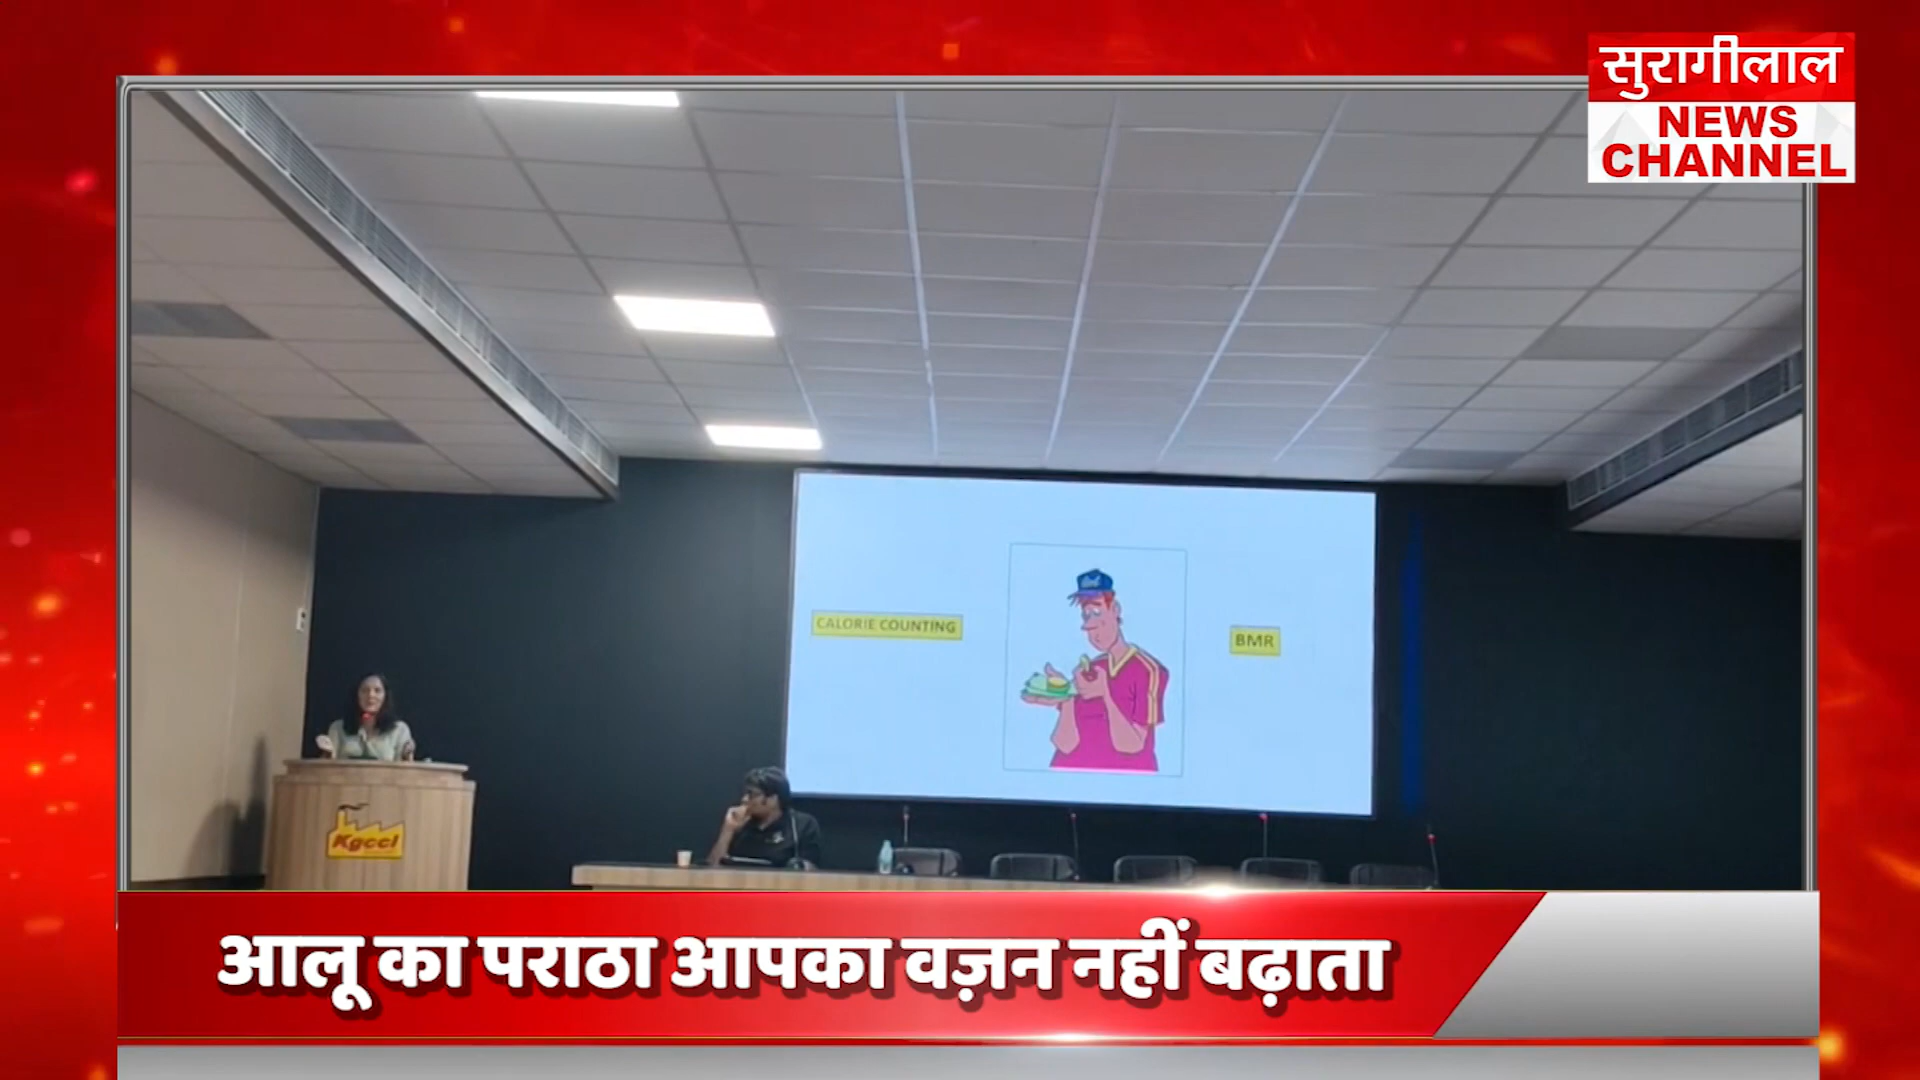 सुरागीलाल
NEWS
CHANNEL
CALORIE COUNTING
BMR
Kgccl
आलू का पराठा आपका वज़न नहीं बढ़ाता